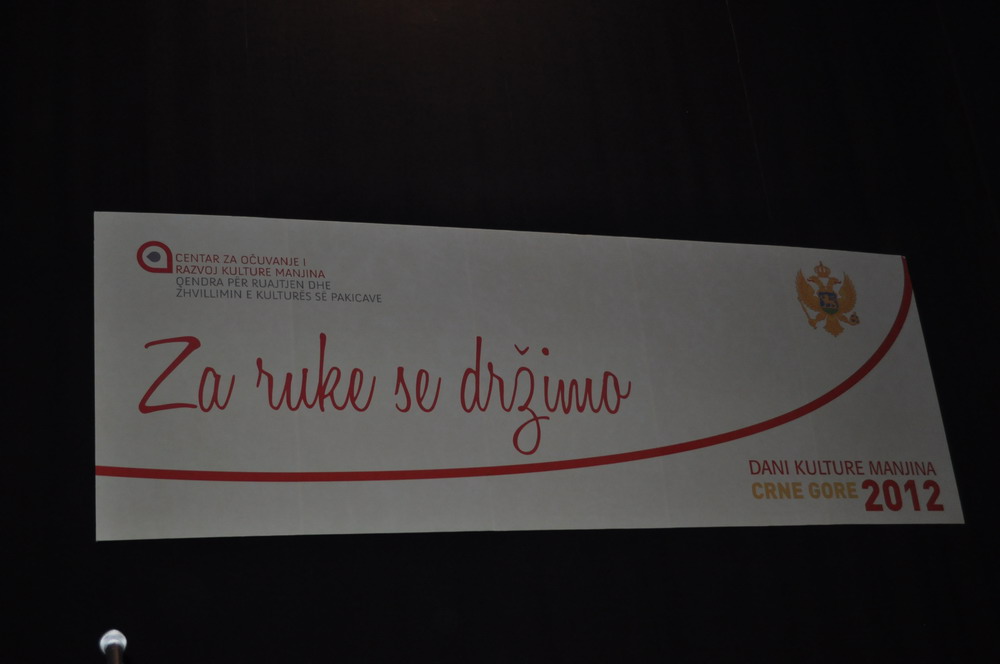 CENTAR ZA OČUVANJE I
RAZVOJ KULTURE MANJINA
QENDRA PËR RUAJTJEN DHE
ZHVILLIMIN E KULTURËS SË PAKICAVE
Za ruke se držimo
DANI KULTURE MANJINA
CRNE GORE 2012